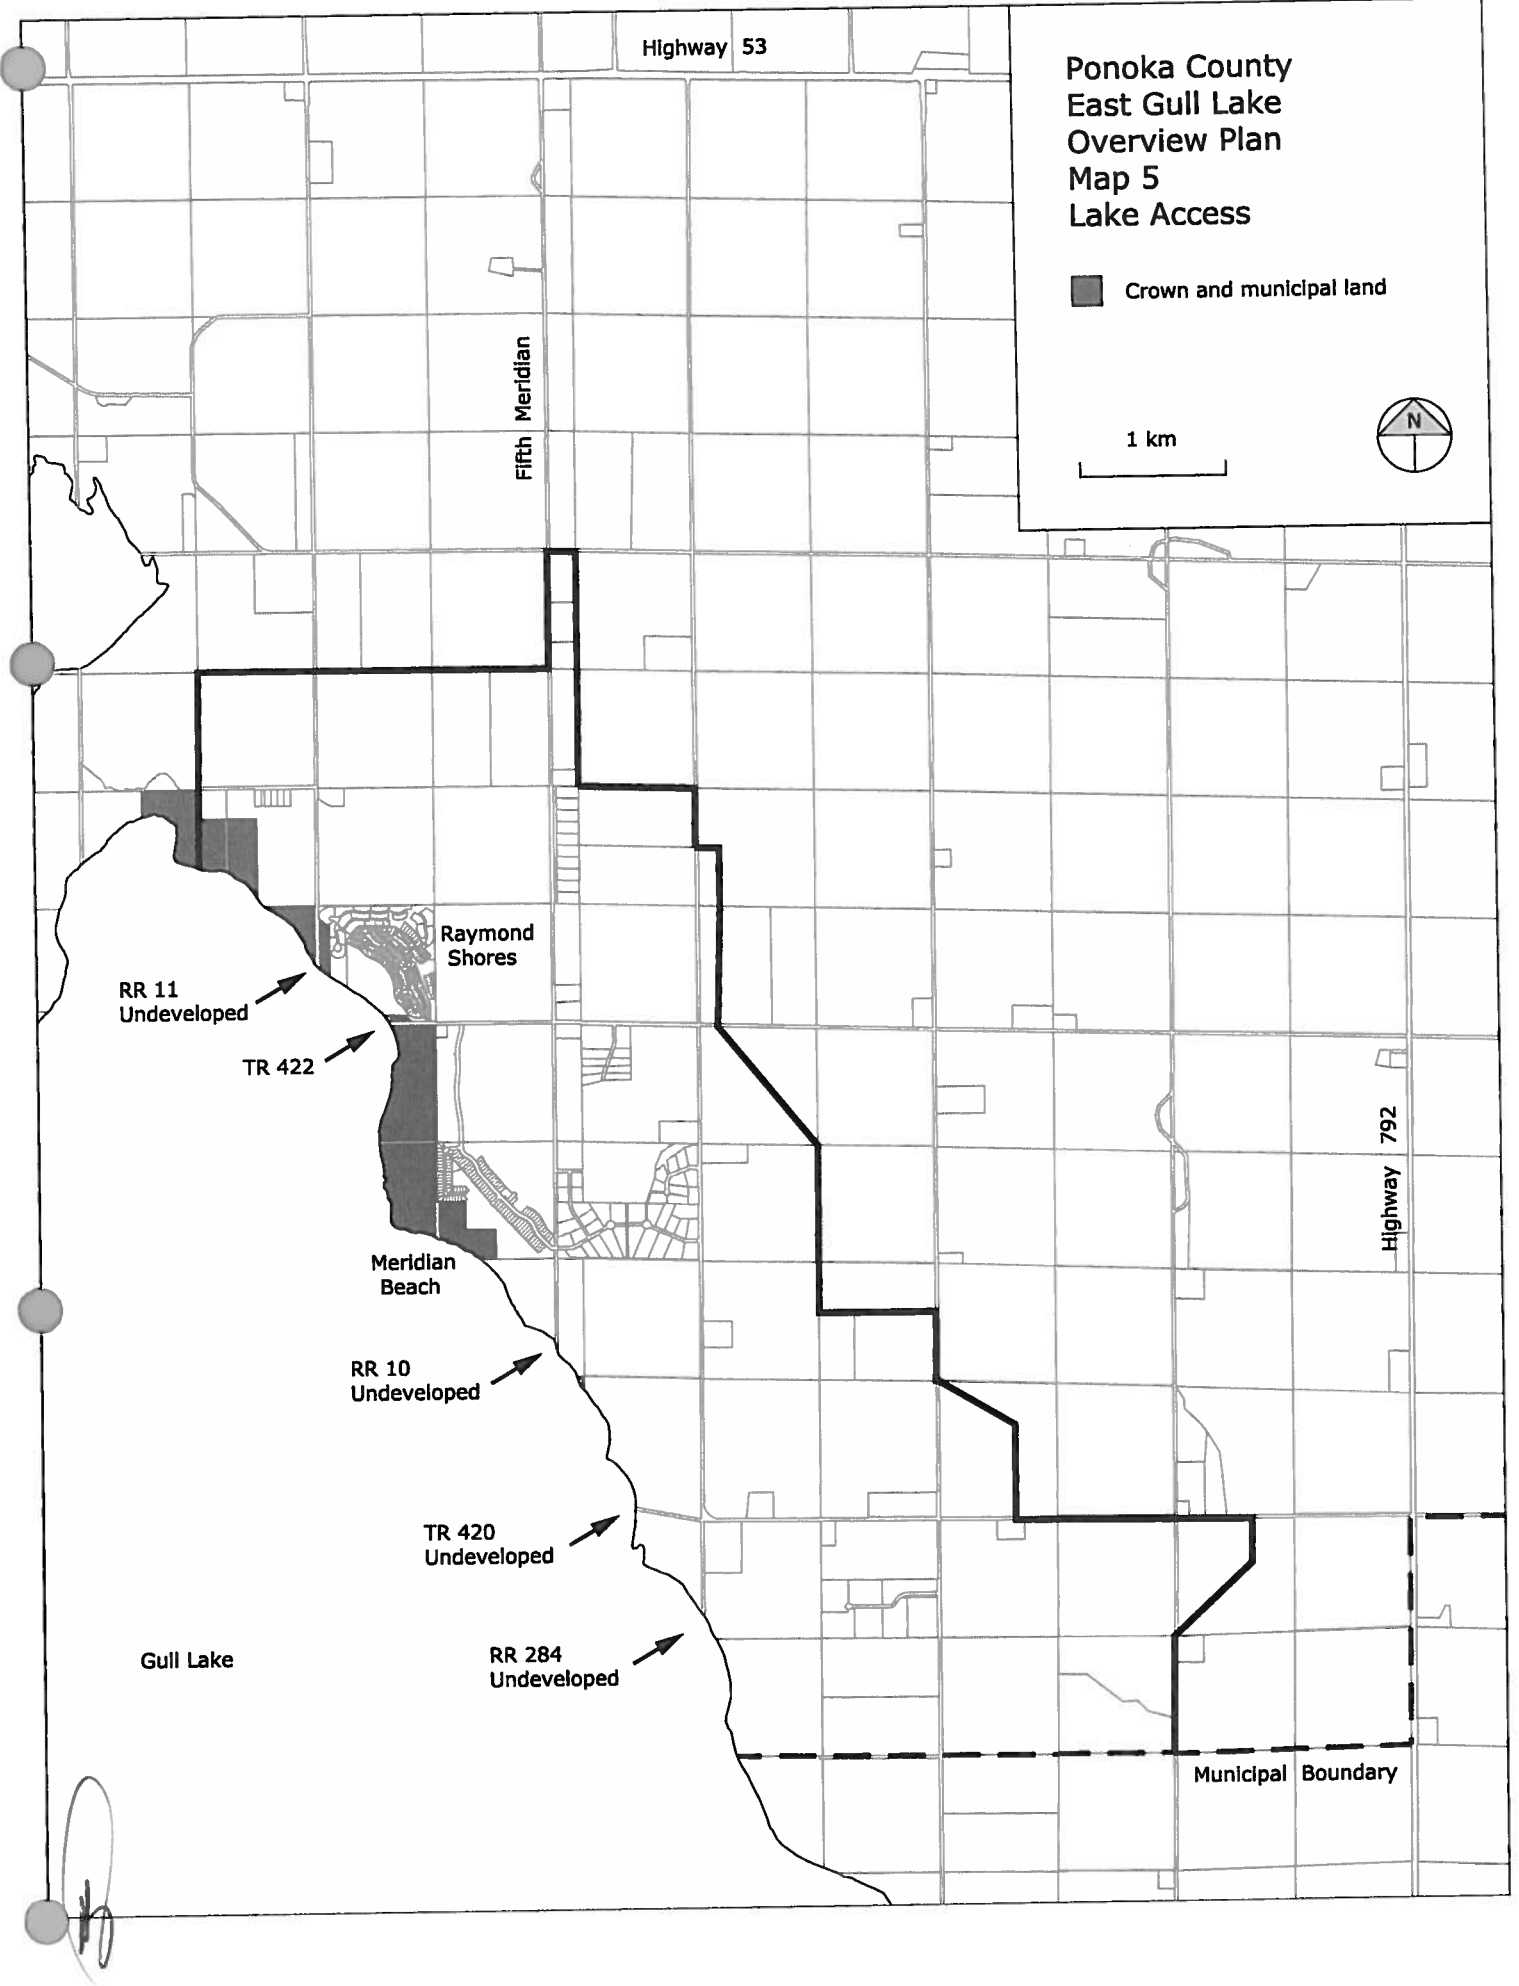 Highway 53
Ponoka County
East Gull Lake
Overview Plan
Map 5
Lake Access
Crown and municipal land
1 km
N
Fifth Meridian
Raymond
Shores
RR 11
Undeveloped
TR 422
Highway 792
Meridian
Beach
RR 10
Undeveloped
TR 420
Undeveloped
RR 284
Undeveloped
Gull Lake
Municipal Boundary